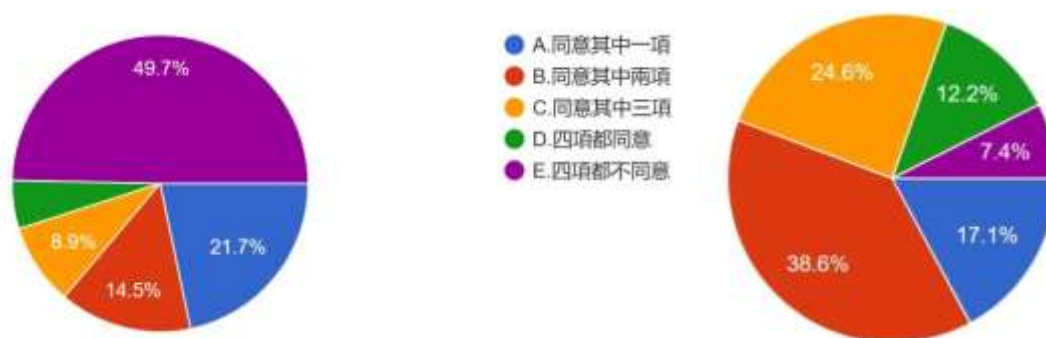 49.7%
8.9%
14.5%
21.7%
A.同意其中一項
B.同意其中兩項
C.同意其中三項
D.四項都同意
E.四項都不同意
24.6%
12.2%
7.4%
17.1%
38.6%